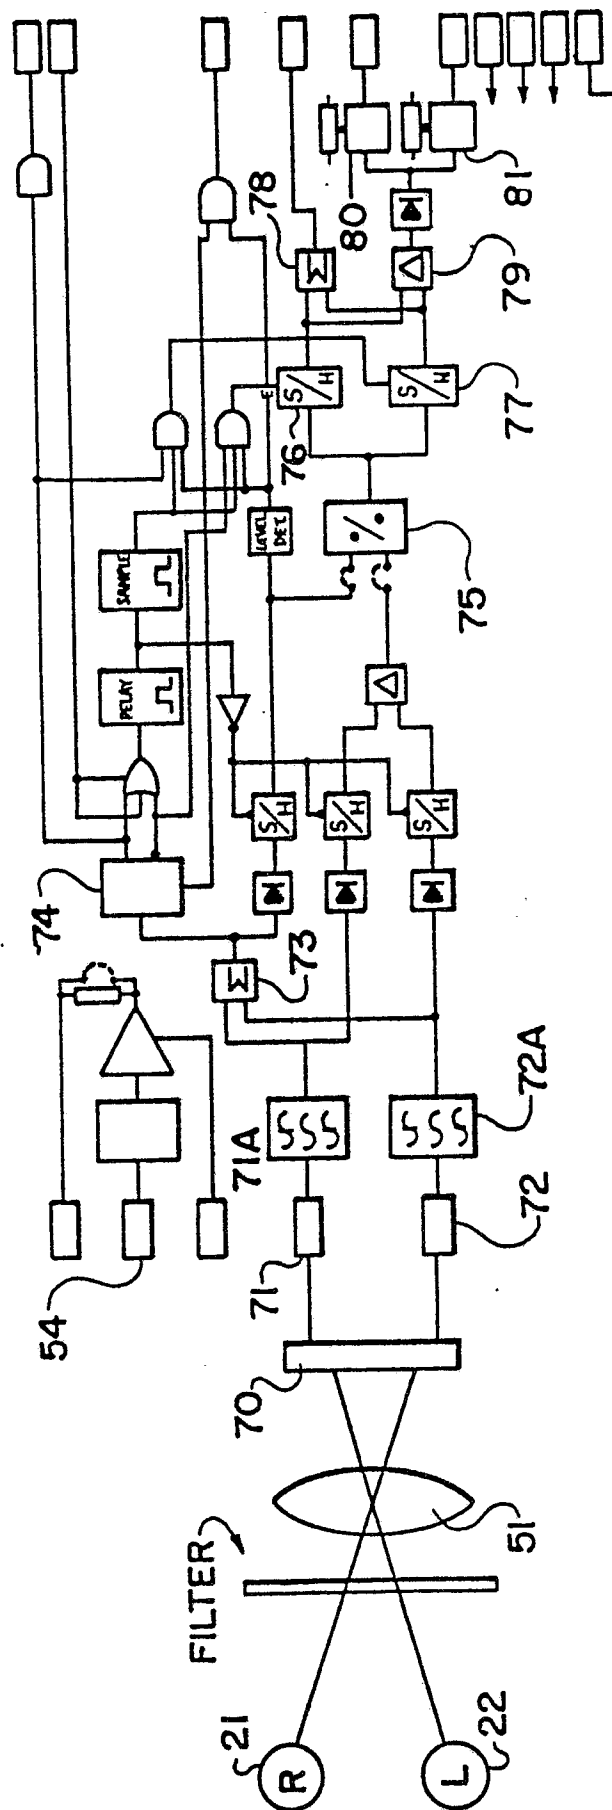 FILTER
R
21
L
22
51
70
54
71
72
71A
72A
74
73
Σ
S/H
S/H
S/H
DELAY
SAMPLE
Δ
LEVEL
DET.
75
•/•
76
S/H
S/H
77
78
Σ
Δ
79
80
81